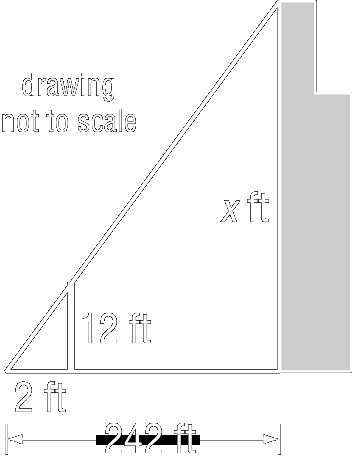 drawing
not to scale
x ft
12 ft
2 ft
242 ft